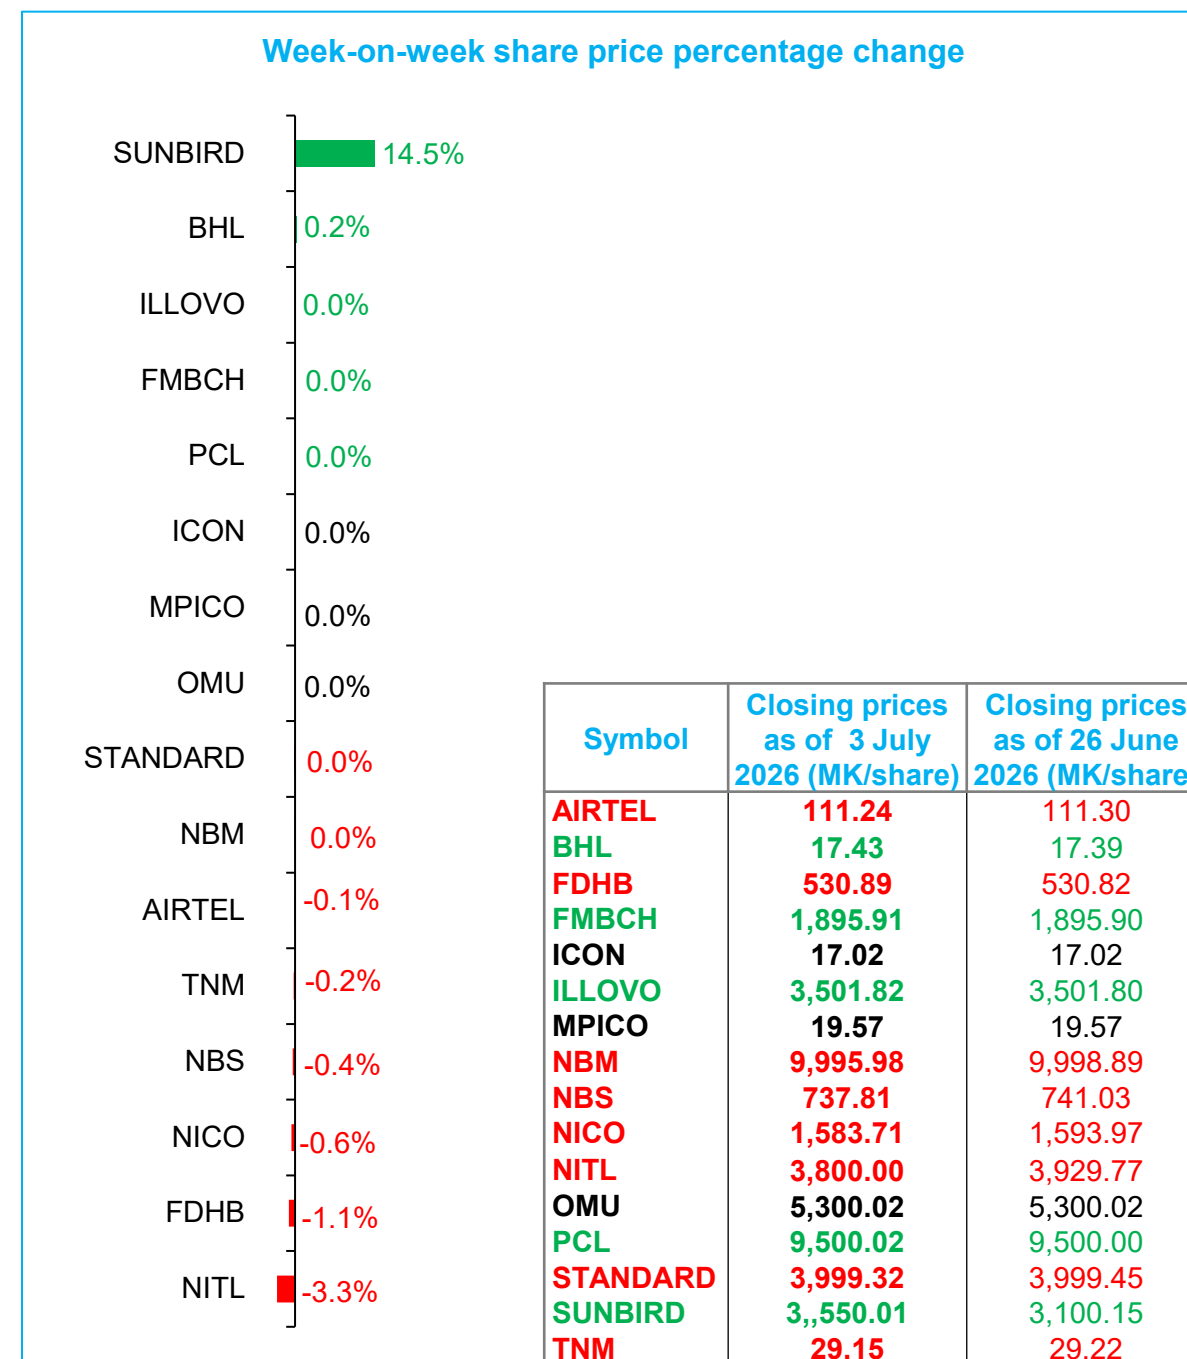 Week-on-week share price percentage change
SUNBIRD 14.5%
BHL 0.2%
ILLOVO 0.0%
FMBCH 0.0%
PCL 0.0%
ICON 0.0%
MPICO 0.0%
OMU 0.0%
STANDARD 0.0%
NBM 0.0%
AIRTEL -0.1%
TNM -0.2%
NBS -0.4%
NICO -0.6%
FDHB -1.1%
NITL -3.3%
Symbol Closing prices as of 3 July 2026 (MK/share) Closing prices as of 26 June 2026 (MK/share
AIRTEL 111.24 111.30
BHL 17.43 17.39
FDHB 530.89 530.82
FMBCH 1,895.91 1,895.90
ICON 17.02 17.02
ILLOVO 3,501.82 3,501.80
MPICO 19.57 19.57
NBM 9,995.98 9,998.89
NBS 737.81 741.03
NICO 1,583.71 1,593.97
NITL 3,800.00 3,929.77
OMU 5,300.02 5,300.02
PCL 9,500.02 9,500.00
STANDARD 3,999.32 3,999.45
SUNBIRD 3,,550.01 3,100.15
TNM 29.15 29.22